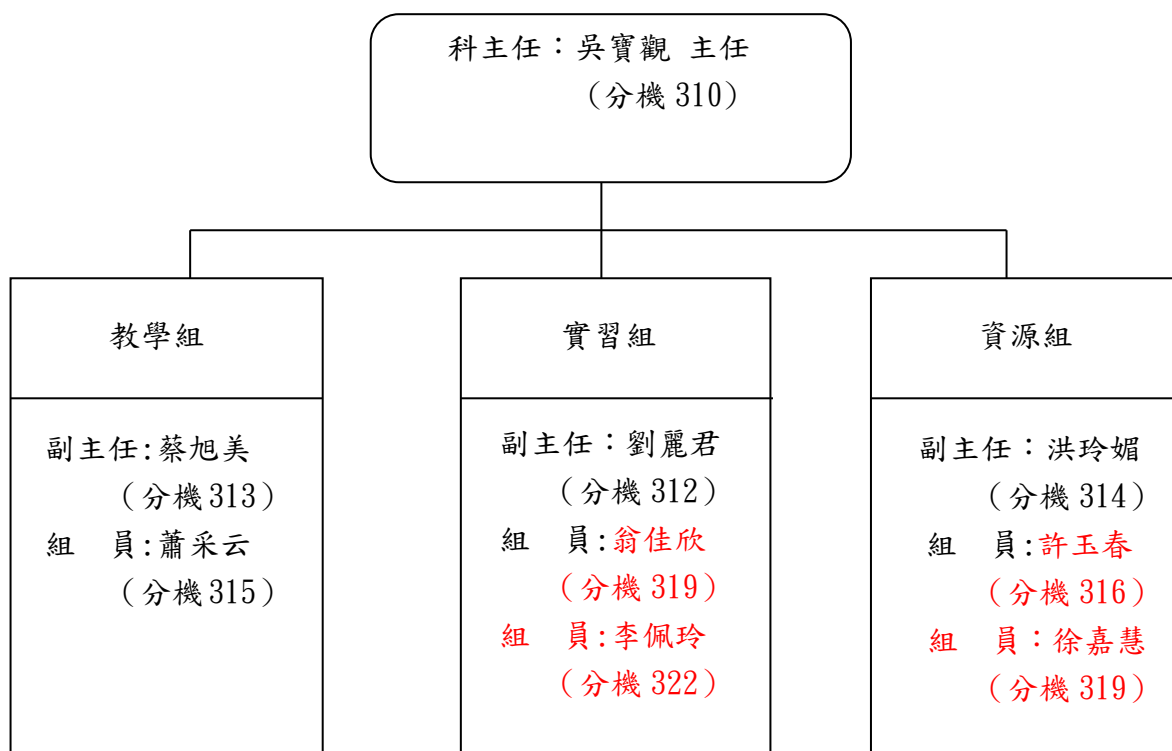 科主任：吳寶觀 主任
（分機 310）
教學組
副主任:蔡旭美
（分機 313）
組　員:蕭采云
（分機 315）
實習組
副主任：劉麗君
（分機 312）
組　員:翁佳欣
（分機 319）
組　員:李佩玲
（分機 322）
資源組
副主任：洪玲媚
（分機 314）
組　員:許玉春
（分機 316）
組　員：徐嘉慧
（分機 319）